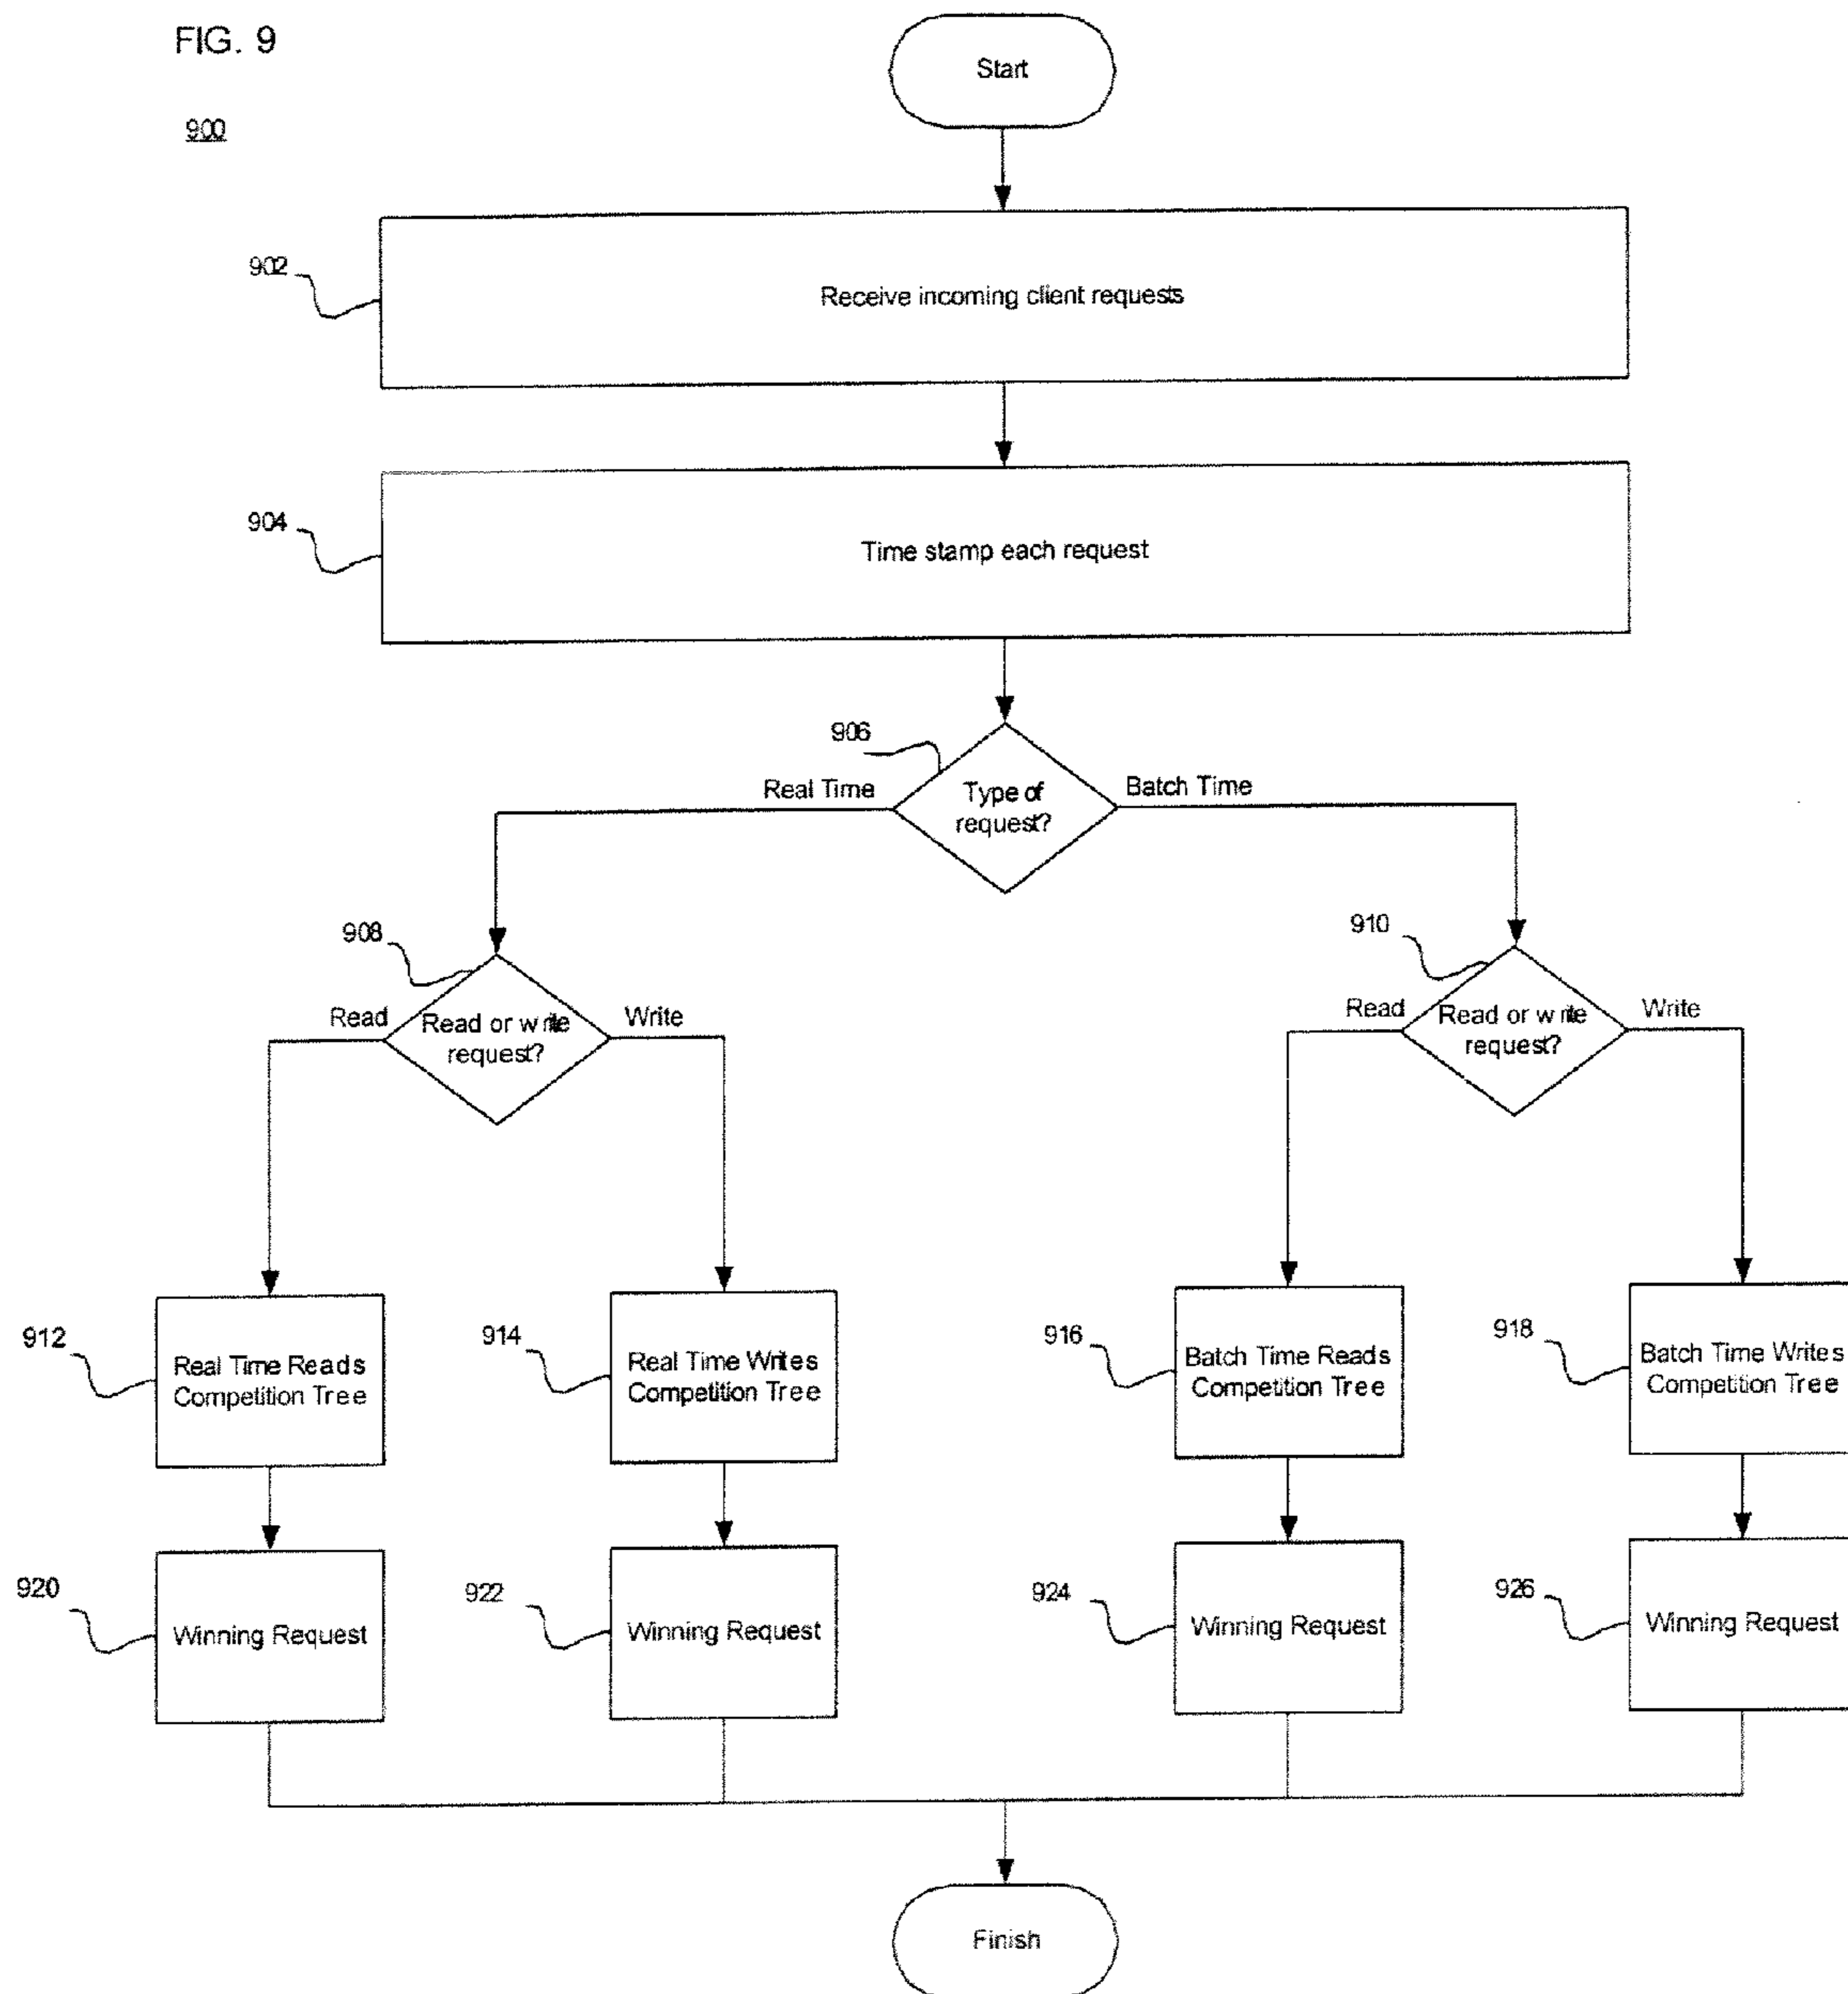 FIG. 9
900
Start
902
Receive incoming client requests
904
Time stamp each request
906
Real Time
Type of
request?
Batch Time
908
Read
Read or write
request?
Write
910
Read
Read or write
request?
Write
912
Real Time Reads
Competition Tree
914
Real Time Writes
Competition Tree
916
Batch Time Reads
Competition Tree
918
Batch Time Writes
Competition Tree
920
Winning Request
922
Winning Request
924
Winning Request
926
Winning Request
Finish